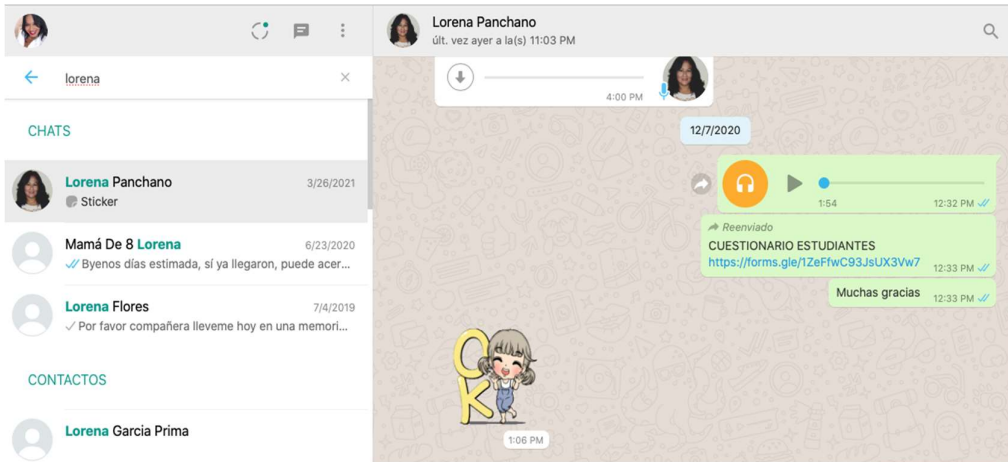 lorena
CHATS
Lorena Panchano 3/26/2021
Sticker
Mamá De 8 Lorena 6/23/2020
Byenos días estimada, sí ya llegaron, puede acer...
Lorena Flores 7/4/2019
Por favor compañera lleveme hoy en una memori...
CONTACTOS
Lorena Garcia Prima
Lorena Panchano
últ. vez ayer a la(s) 11:03 PM
4:00 PM
12/7/2020
1:54 12:32 PM
Reenviado
CUESTIONARIO ESTUDIANTES
https://forms.gle/1ZeFfwC93JsUX3Vw7 12:33 PM
Muchas gracias 12:33 PM
OK
1:06 PM